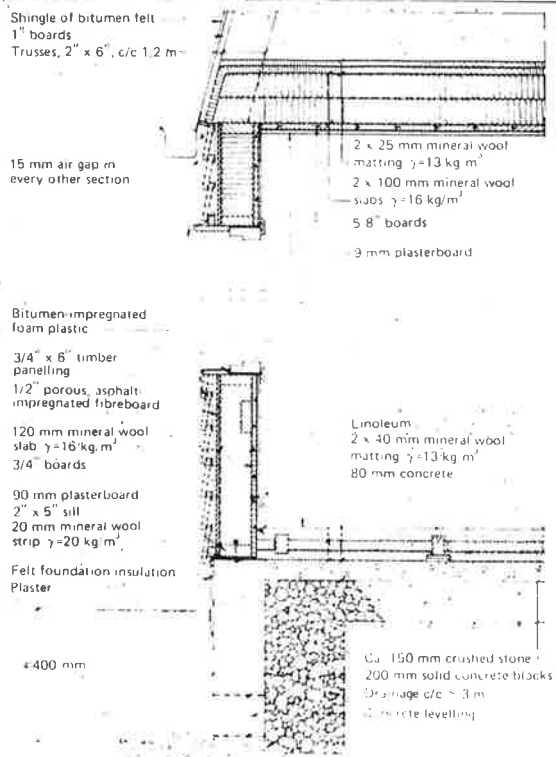 Shingle of bitumen felt
1" boards
Trusses, 2" x 6", c/c 1.2 m
15 mm air gap in
every other section
2 x 25 mm mineral wool
matting γ=13 kg m³
2 x 100 mm mineral wool
slabs γ=16 kg/m³
5 8" boards
9 mm plasterboard
Bitumen-impregnated
foam plastic
3/4" x 6" timber
panelling
1/2" porous, asphalt
impregnated fibreboard
120 mm mineral wool
slab γ=16 kg.m³
3/4" boards
90 mm plasterboard
2" x 5" sill
20 mm mineral wool
strip γ=20 kg m³
Felt foundation insulation
Plaster
Linoleum
2 x 40 mm mineral wool
matting γ=13 kg m³
80 mm concrete
400 mm
Ca 150 mm crushed stone
200 mm solid concrete blocks
Drainage c/c 3 m
Concrete levelling